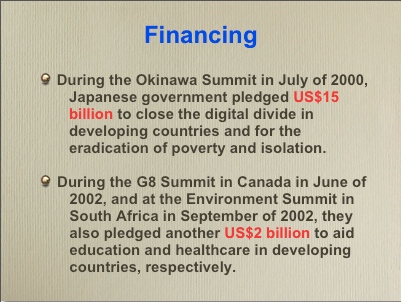 Financing
During the Okinawa Summit in July of 2000,
Japanese government pledged US$15
billion to close the digital divide in
developing countries and for the
eradication of poverty and isolation.
During the G8 Summit in Canada in June of
2002, and at the Environment Summit in
South Africa in September of 2002, they
also pledged another US$2 billion to aid
education and healthcare in developing
countries, respectively.